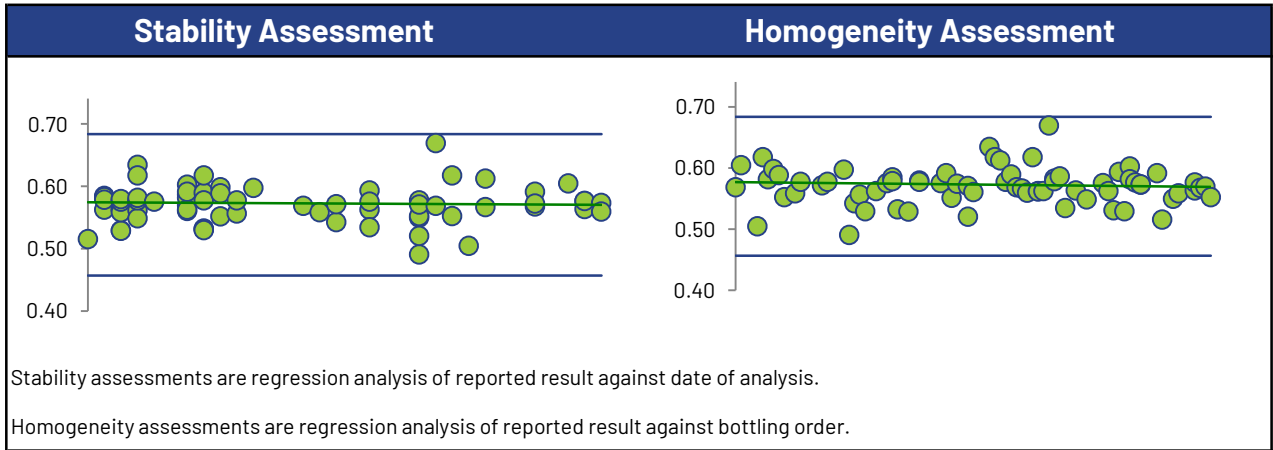 Stability Assessment
Homogeneity Assessment
0.70
0.60
0.50
0.40
0.70
0.60
0.50
0.40
Stability assessments are regression analysis of reported result against date of analysis.
Homogeneity assessments are regression analysis of reported result against bottling order.